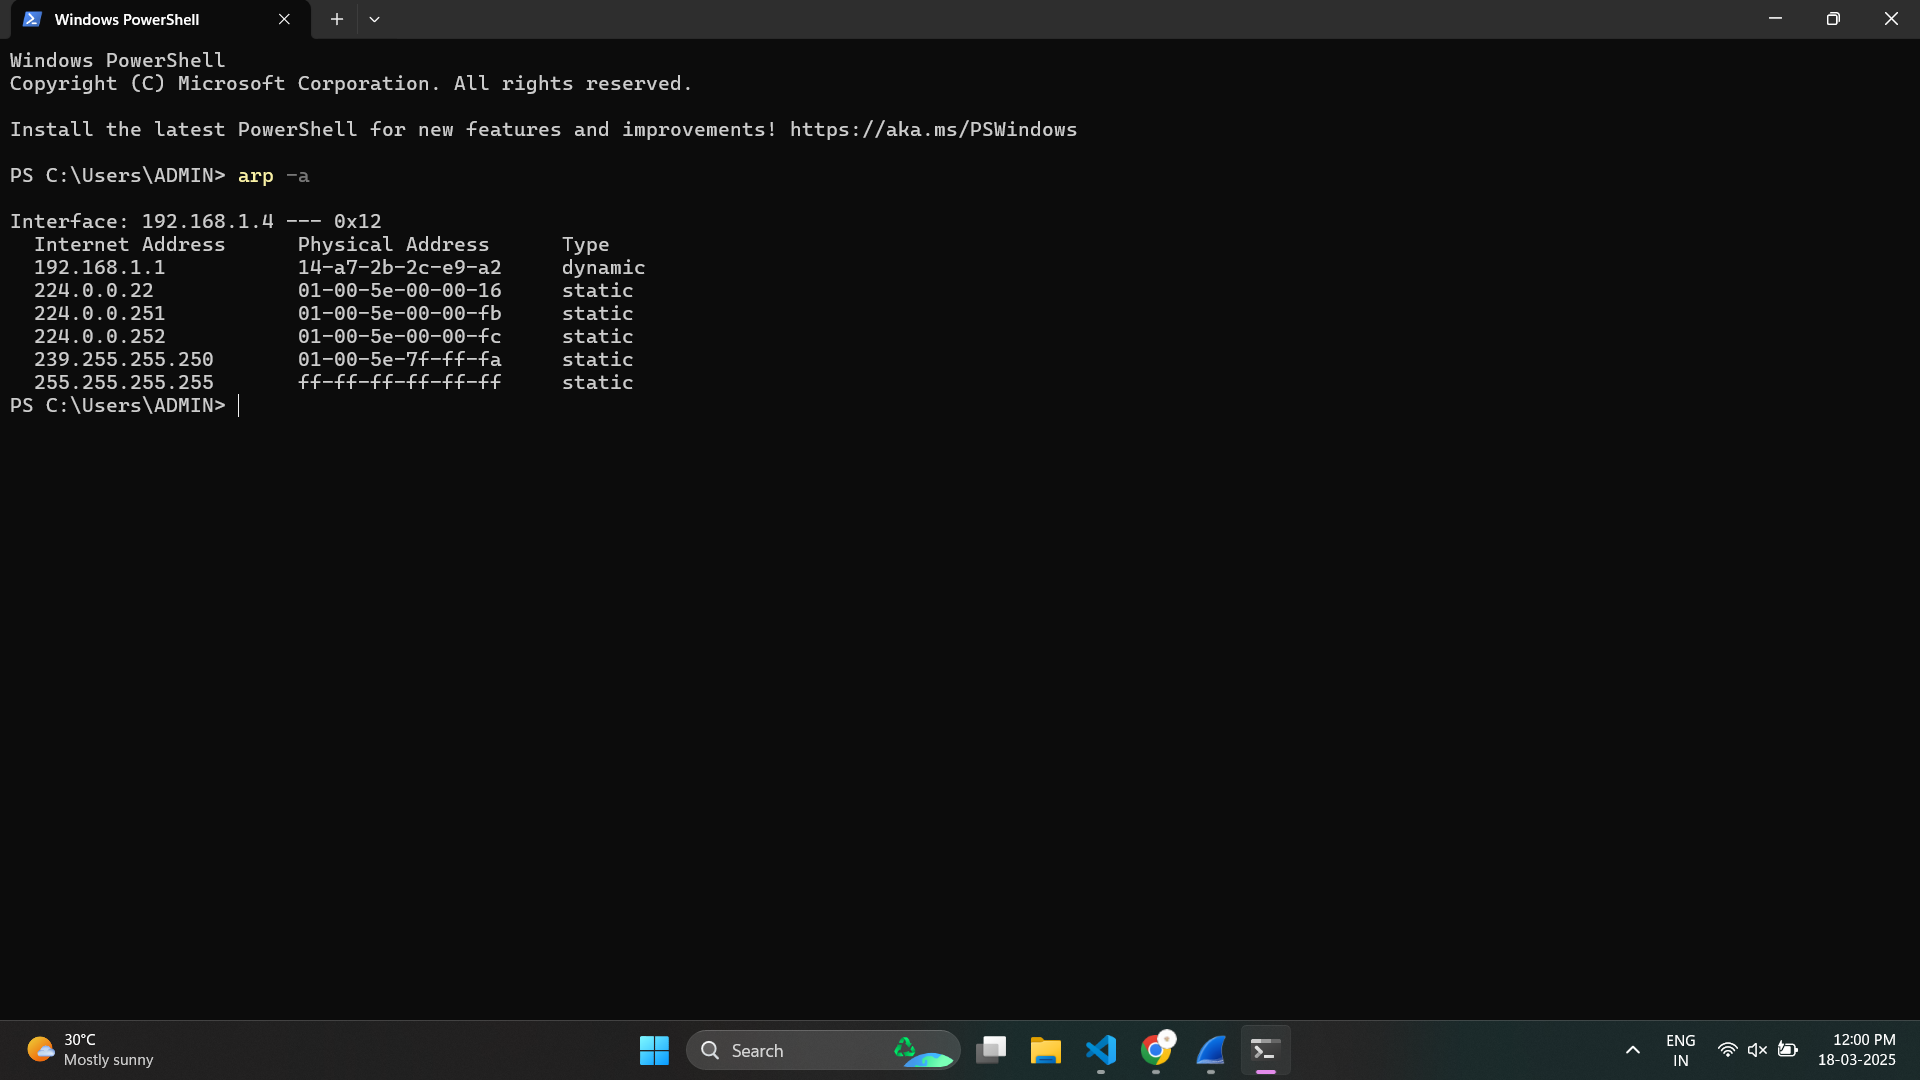 Windows PowerShell
Windows PowerShell
Copyright (C) Microsoft Corporation. All rights reserved.
Install the latest PowerShell for new features and improvements! https://aka.ms/PSWindows
PS C:\Users\ADMIN> arp -a
Interface: 192.168.1.4 --- 0x12
  Internet Address      Physical Address      Type
  192.168.1.1           14-a7-2b-2c-e9-a2     dynamic
  224.0.0.22            01-00-5e-00-00-16     static
  224.0.0.251           01-00-5e-00-00-fb     static
  224.0.0.252           01-00-5e-00-00-fc     static
  239.255.255.250       01-00-5e-7f-ff-fa     static
  255.255.255.255       ff-ff-ff-ff-ff-ff     static
PS C:\Users\ADMIN>
30°C
Mostly sunny
Search
ENG
IN
12:00 PM
18-03-2025